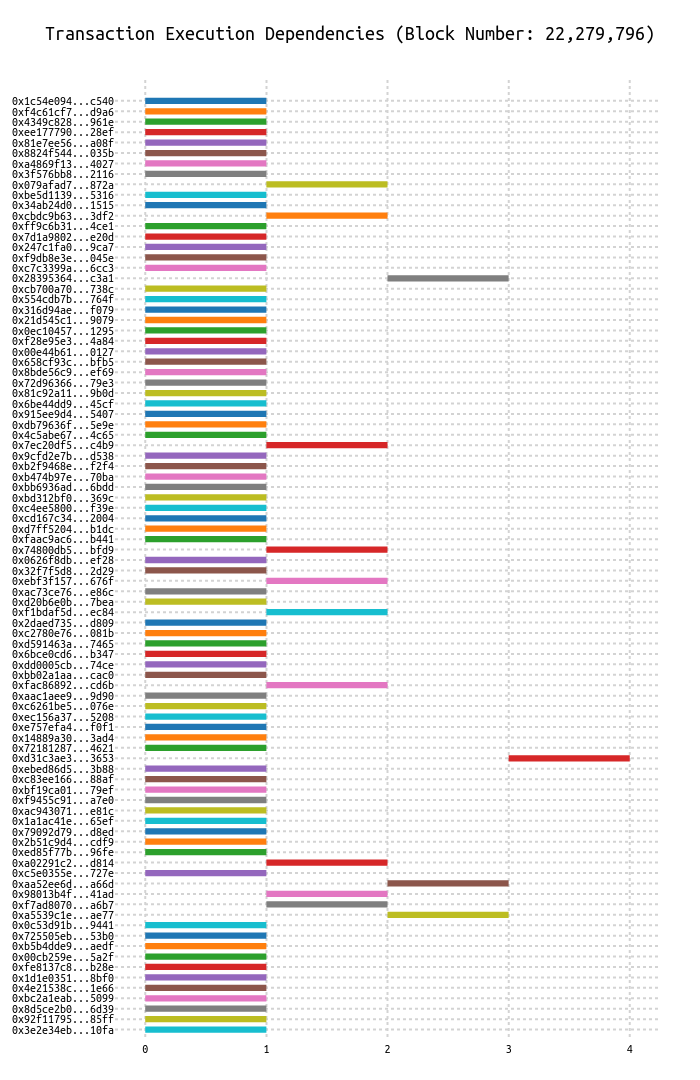 Transaction Execution Dependencies (Block Number: 22,279,796)
0x1c54e094...c540
0xf4c61cf7...d9a6
0x4349c828...961e
0xee177790...28ef
0x81e7ee56...a08f
0x8824f544...035b
0xa4869f13...4027
0x3f576bb8...2116
0x079afad7...872a
0xbe5d1139...5316
0x34ab24d0...1515
0xcbdc9b63...3df2
0xff9c6b31...4ce1
0x7d1a9802...e20d
0x247c1fa0...9ca7
0xf9db8e3e...045e
0xc7c3399a...6cc3
0x28395364...c3a1
0xcb700a70...738c
0x554cdb7b...764f
0x316d94ae...f079
0x21d545c1...9079
0x0ec10457...1295
0xf28e95e3...4a84
0x00e44b61...0127
0x658cf93c...bfb5
0x8bde56c9...ef69
0x72d96366...79e3
0x81c92a11...9b0d
0x6be44dd9...45cf
0x915ee9d4...5407
0xdb79636f...5e9e
0x4c5abe67...4c65
0x7ec20df5...c4b9
0x9cfd2e7b...d538
0xb2f9468e...f2f4
0xb474b97e...70ba
0xbb6936ad...6bdd
0xbd312bf0...369c
0xc4ee5800...f39e
0xcd167c34...2004
0xd7ff5204...b1dc
0xfaac9ac6...b441
0x74800db5...bfd9
0x0626f8db...ef28
0x32f7f5d8...2d29
0xebf3f157...676f
0xac73ce76...e86c
0xd20b6e0b...7bea
0xf1bdaf5d...ec84
0x2daed735...d809
0xc2780e76...081b
0xd591463a...7465
0x6bce0cd6...b347
0xdd0005cb...74ce
0xbb02a1aa...cac0
0xfac86892...cd6b
0xaac1aee9...9d90
0xc6261be5...076e
0xec156a37...5208
0xe757efa4...f0f1
0x14889a30...3ad4
0x72181287...4621
0xd31c3ae3...3653
0xebed86d5...3b88
0xc83ee166...88af
0xbf19ca01...79ef
0xf9455c91...a7e0
0xac943071...e81c
0x1a1ac41e...65ef
0x79092d79...d8ed
0x2b51c9d4...cdf9
0xed85f77b...96fe
0xa02291c2...d814
0xc5e0355e...727e
0xaa52ee6d...a66d
0x98013b4f...41ad
0xf7ad8070...a6b7
0xa5539c1e...ae77
0x0c53d91b...9441
0x725505eb...53b0
0xb5b4dde9...aedf
0x00cb259e...5a2f
0xfe8137c8...b28e
0x1d1e0351...8bf0
0x4e21538c...1e66
0xbc2a1eab...5099
0x8d5ce2b0...6d39
0x92f11795...85ff
0x3e2e34eb...10fa
0 1 2 3 4